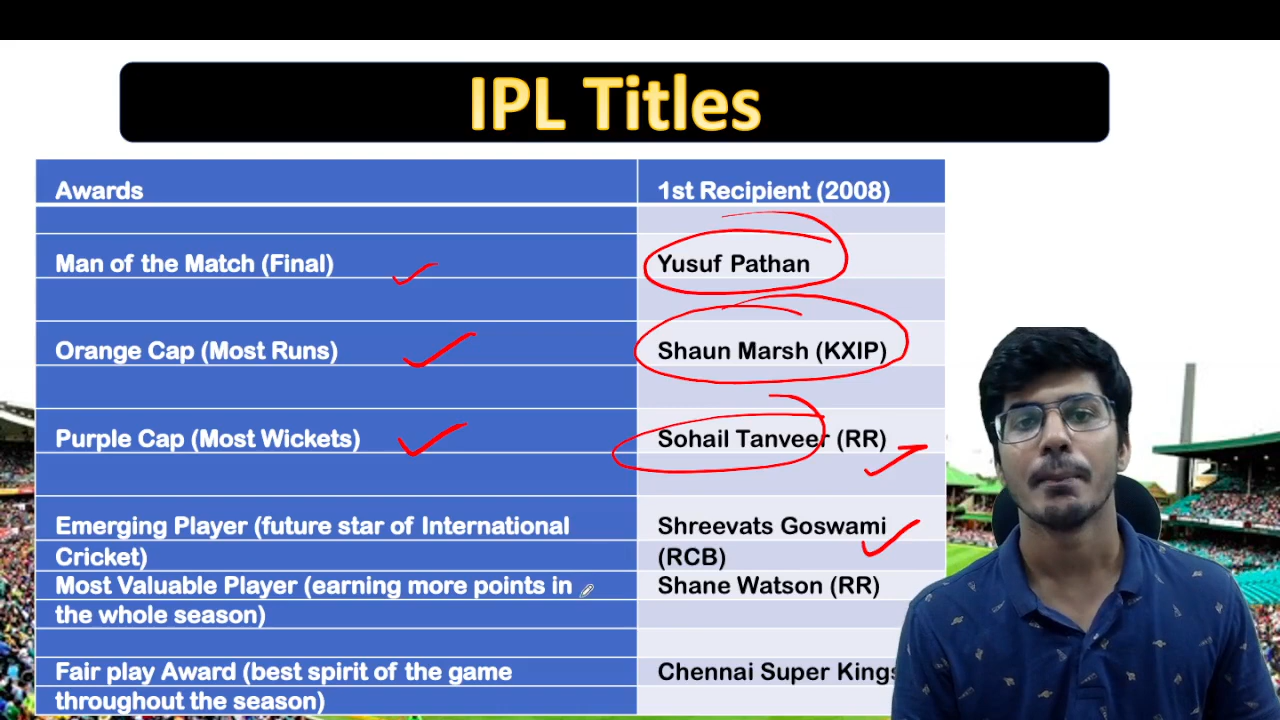 IPL Titles
Awards
1st Recipient (2008)
Man of the Match (Final)
Yusuf Pathan
Orange Cap (Most Runs)
Shaun Marsh (KXIP)
Purple Cap (Most Wickets)
Sohail Tanveer (RR)
Emerging Player (future star of International
Cricket)
Shreevats Goswami
(RCB)
Most Valuable Player (earning more points in
the whole season)
Shane Watson (RR)
Fair play Award (best spirit of the game
throughout the season)
Chennai Super Kings